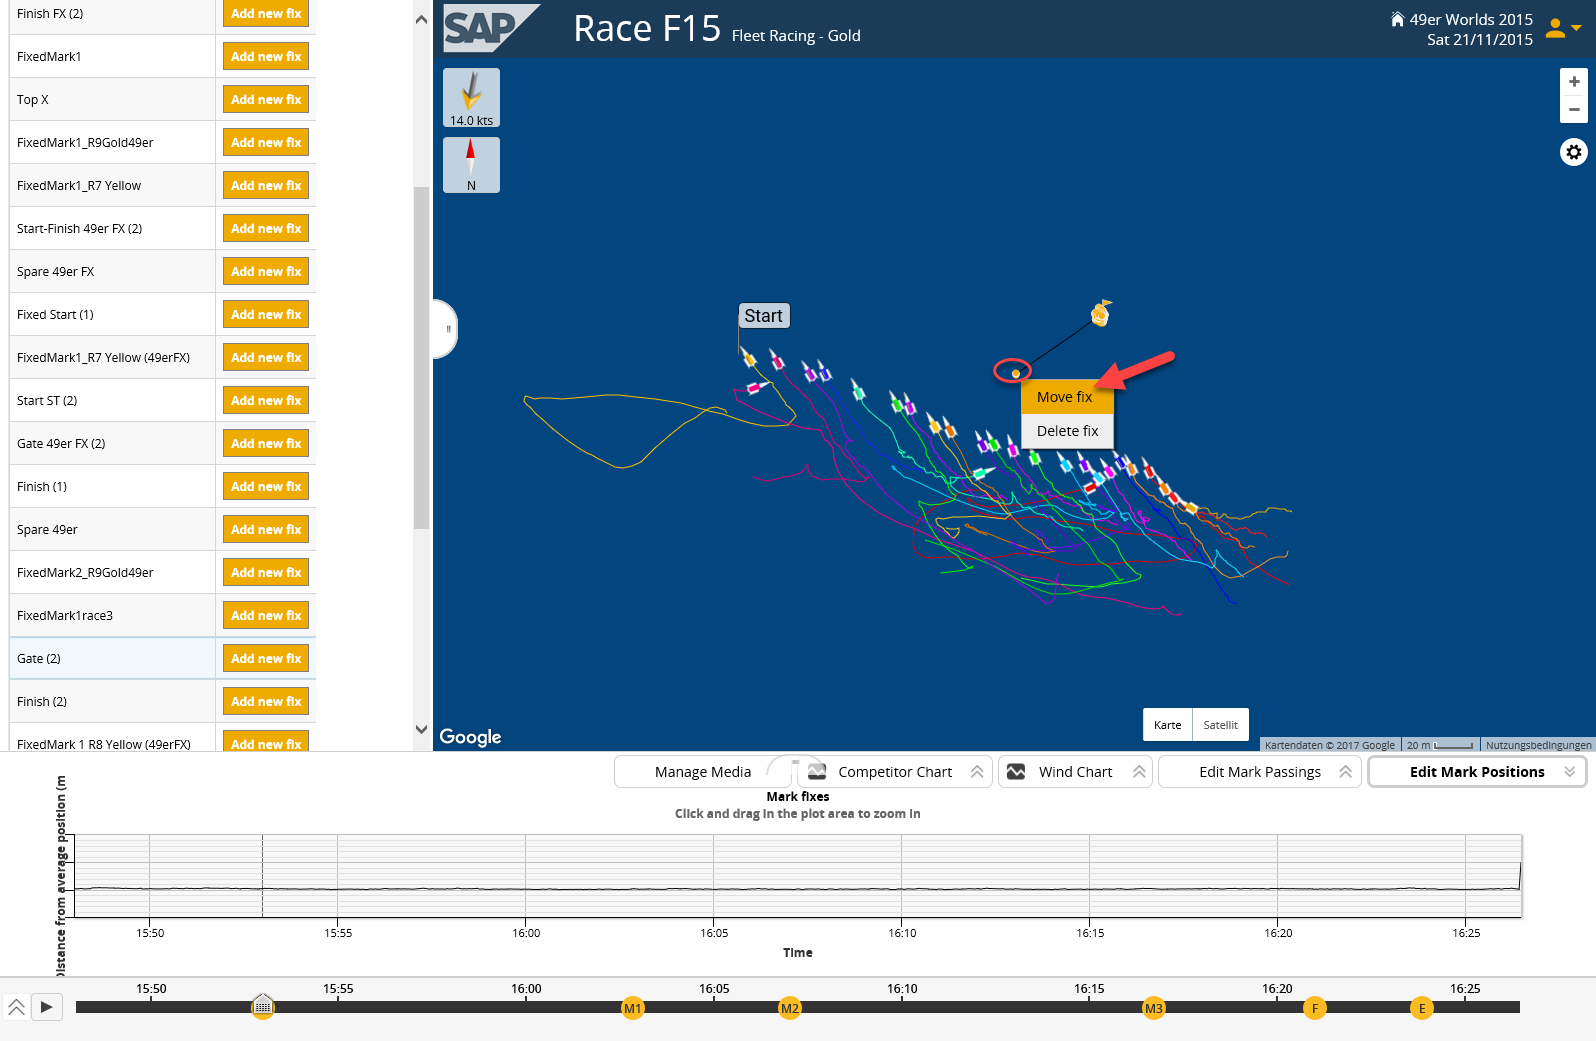 Finish FX (2) Add new fix
FixedMark1 Add new fix
Top X Add new fix
FixedMark1_R9Gold49er Add new fix
FixedMark1_R7 Yellow Add new fix
Start-Finish 49er FX (2) Add new fix
Spare 49er FX Add new fix
Fixed Start (1) Add new fix
FixedMark1_R7 Yellow (49erFX) Add new fix
Start ST (2) Add new fix
Gate 49er FX (2) Add new fix
Finish (1) Add new fix
Spare 49er Add new fix
FixedMark2_R9Gold49er Add new fix
FixedMark1race3 Add new fix
Gate (2) Add new fix
Finish (2) Add new fix
FixedMark 1 R8 Yellow (49erFX) Add new fix
SAP
Race F15 Fleet Racing - Gold
49er Worlds 2015
Sat 21/11/2015
14.0 kts
N
+
−
Start
Move fix
Delete fix
Karte Satellit
Google
Kartendaten © 2017 Google 20 m Nutzungsbedingungen
Manage Media Competitor Chart Wind Chart Edit Mark Passings Edit Mark Positions
Mark fixes
Click and drag in the plot area to zoom in
Distance from average position (m
15:50 15:55 16:00 16:05 16:10 16:15 16:20 16:25
Time
15:50 15:55 16:00 16:05 16:10 16:15 16:20 16:25
M1 M2 M3 F E